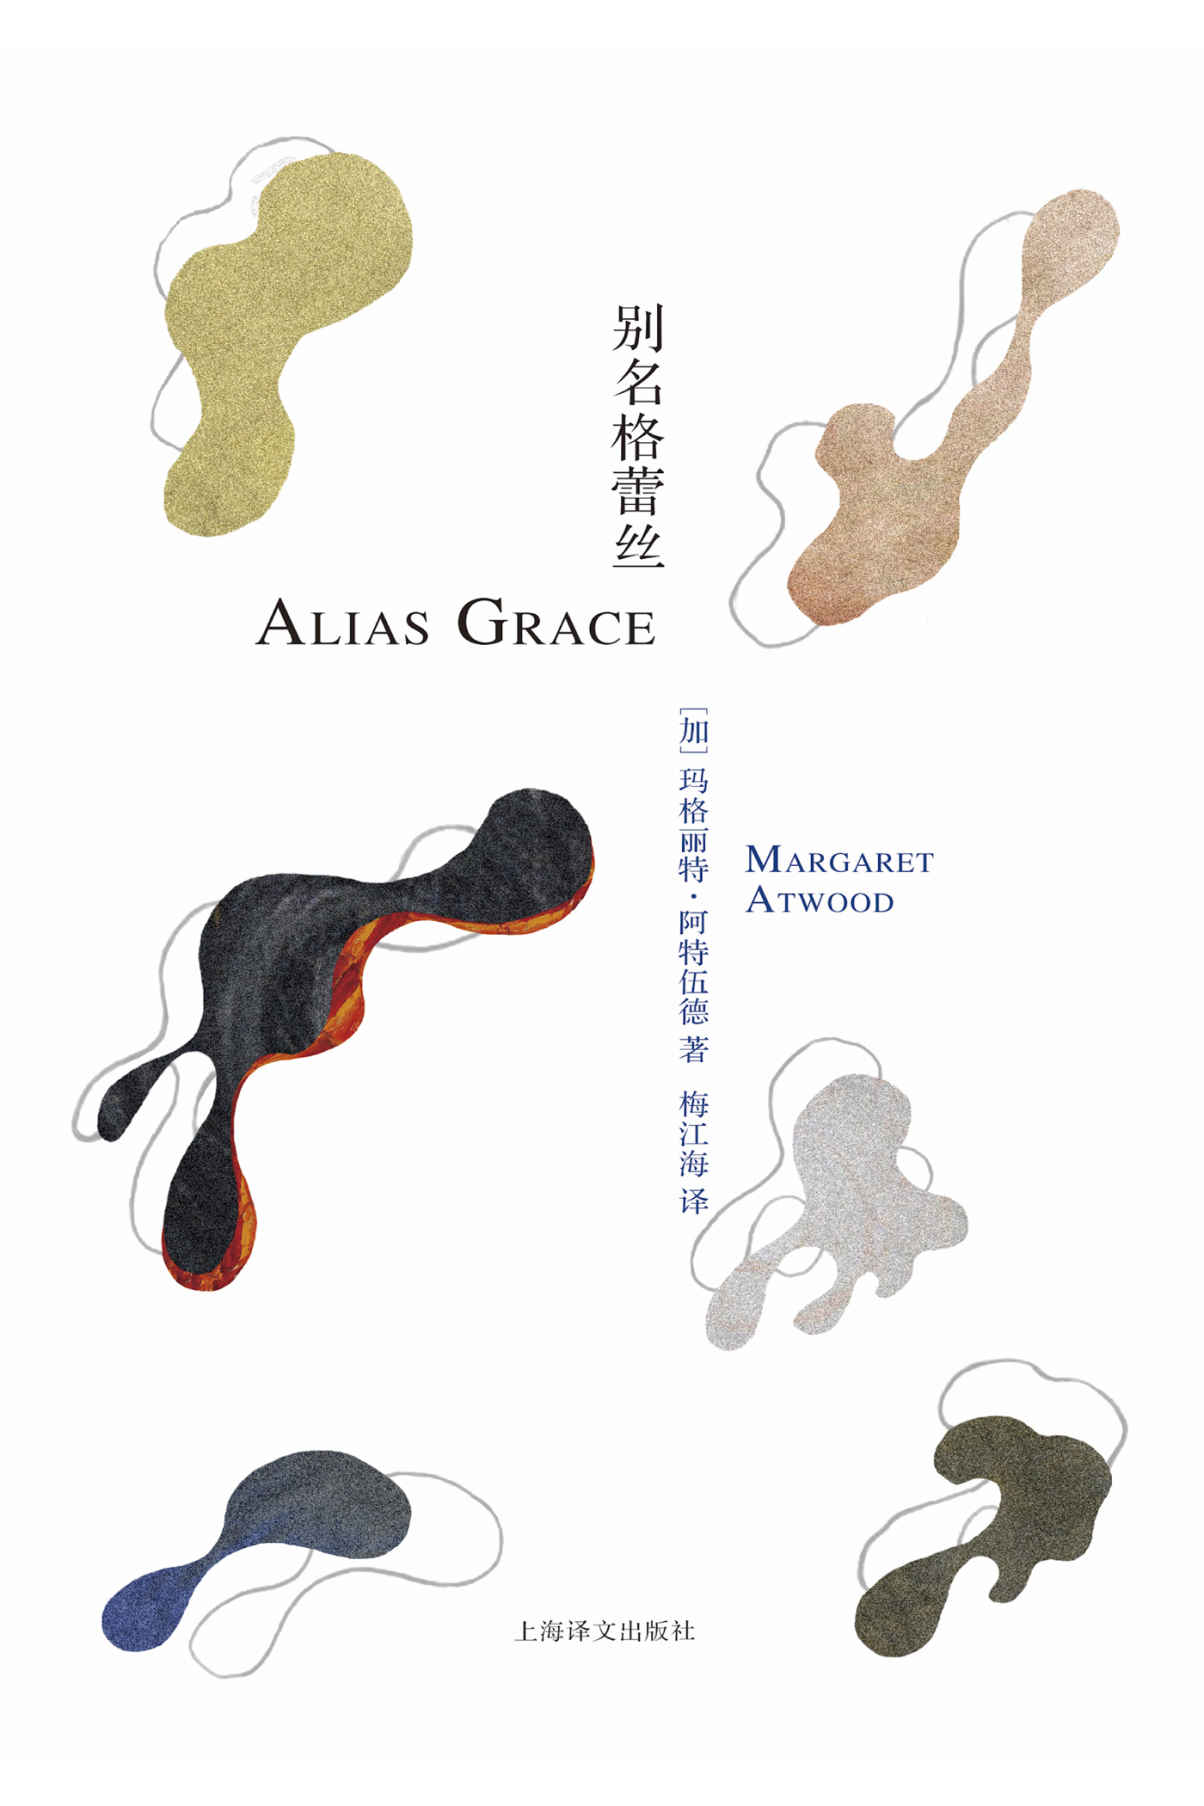 别名格蕾丝
ALIAS GRACE
[加]玛格丽特·阿特伍德 著 梅江海 译
MARGARET
ATWOOD
上海译文出版社